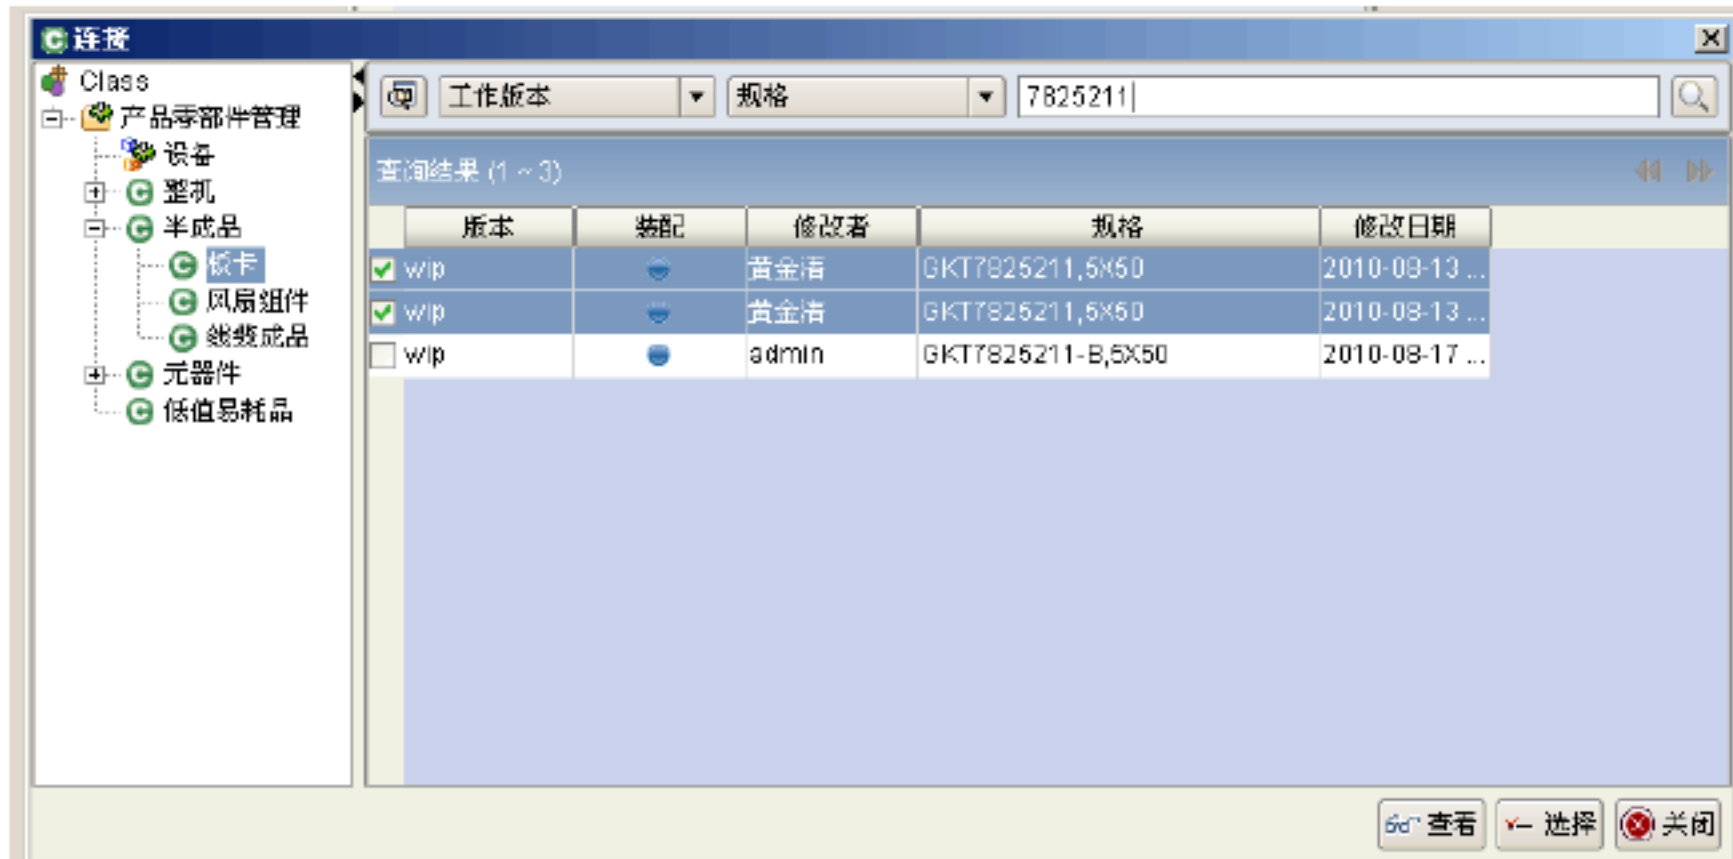 连接
Class
产品零部件管理
设备
整机
半成品
板卡
风扇组件
线缆成品
元器件
低值易耗品
工作版本 规格 7825211
查询结果 (1 ~ 3)
版本 装配 修改者 规格 修改日期
wip 黄金清 GKT7825211,5X50 2010-08-13 ...
wip 黄金清 GKT7825211,5X50 2010-08-13 ...
wip admin GKT7825211-B,5X50 2010-08-17 ...
查看 选择 关闭